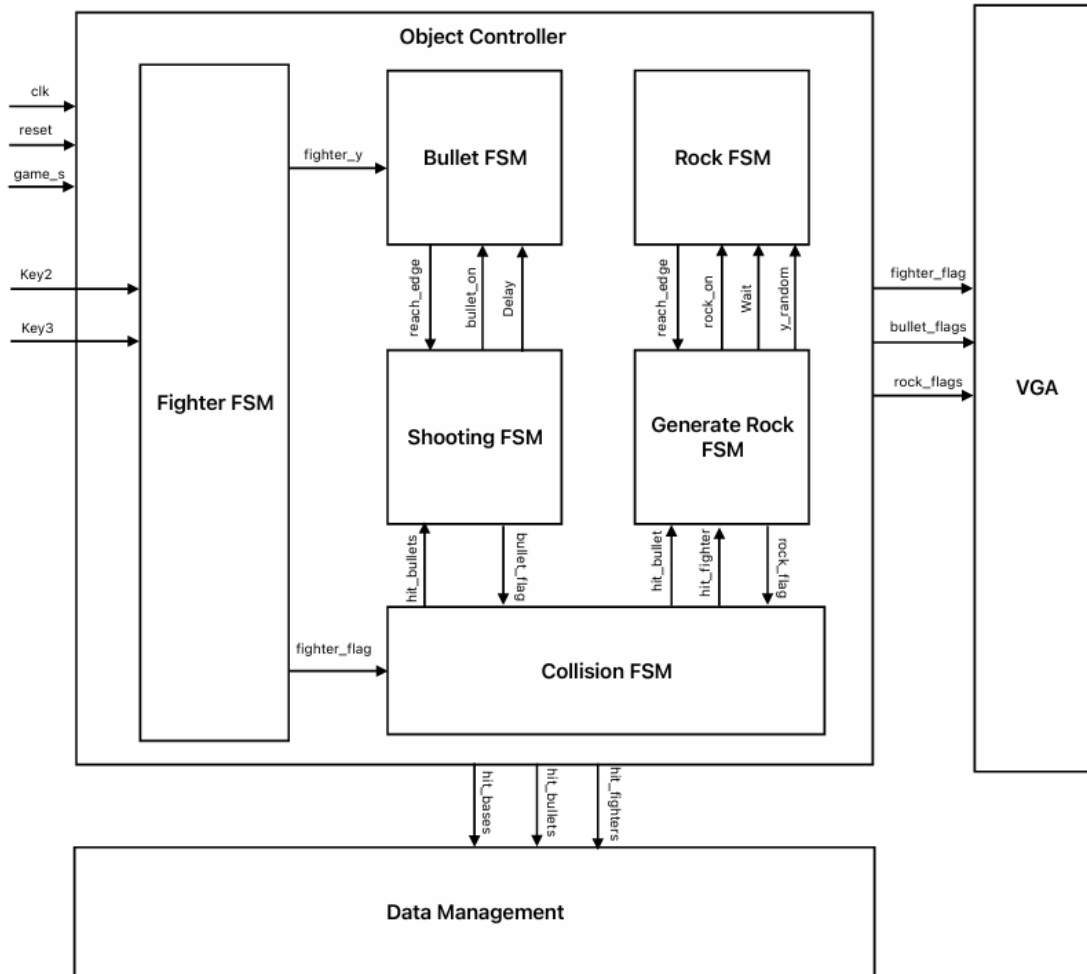 Object Controller
clk
reset
game_s
Key2
Key3
Fighter FSM
fighter_y
Bullet FSM
Rock FSM
reach_edge
bullet_on
Delay
reach_edge
rock_on
Wait
y_random
Shooting FSM
Generate Rock
FSM
hit_bullets
bullet_flag
hit_bullet
hit_fighter
rock_flag
fighter_flag
Collision FSM
fighter_flag
bullet_flags
rock_flags
VGA
hit_bases
hit_bullets
hit_fighters
Data Management